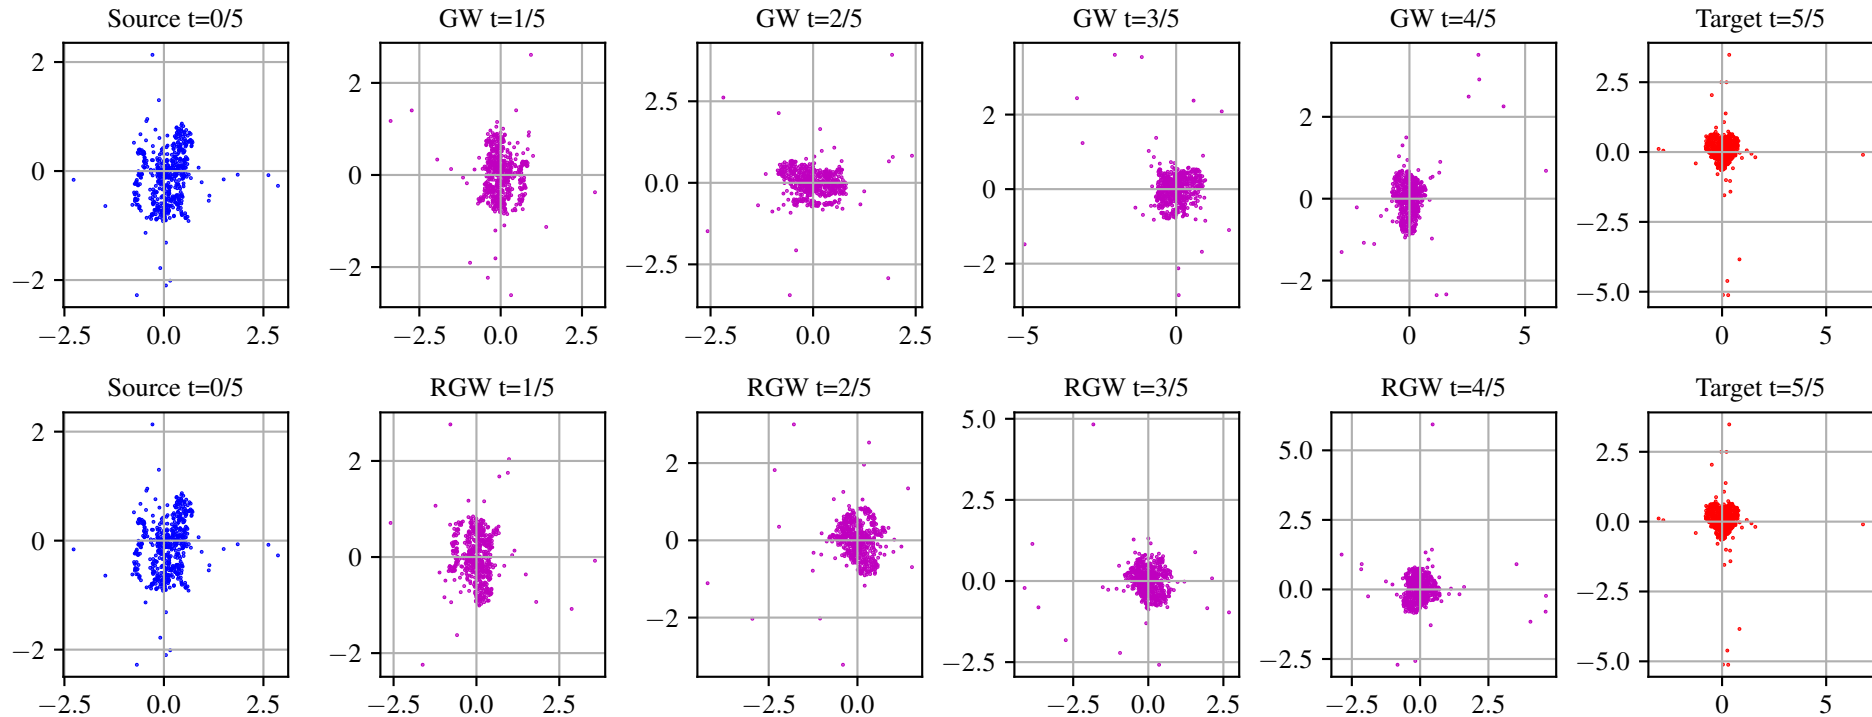 Source t=0/5 GW t=1/5 GW t=2/5 GW t=3/5 GW t=4/5 Target t=5/5
2 2 2.5 2 2 2.5
0 0 0.0 0 0 0.0
−2 −2 −2.5 −2 −2 −2.5
−5.0
−2.5 0.0 2.5 −2.5 0.0 2.5 −2.5 0.0 2.5 −5 0 0 5 0 5
Source t=0/5 RGW t=1/5 RGW t=2/5 RGW t=3/5 RGW t=4/5 Target t=5/5
2 2 2 5.0 5.0 2.5
0 0 0 2.5 2.5 0.0
−2 −2 −2 0.0 0.0 −2.5
−2.5 −2.5 −5.0
−2.5 0.0 2.5 −2.5 0.0 2.5 −2.5 0.0 0 2.5 −2.5 0.0 2.5 0 5